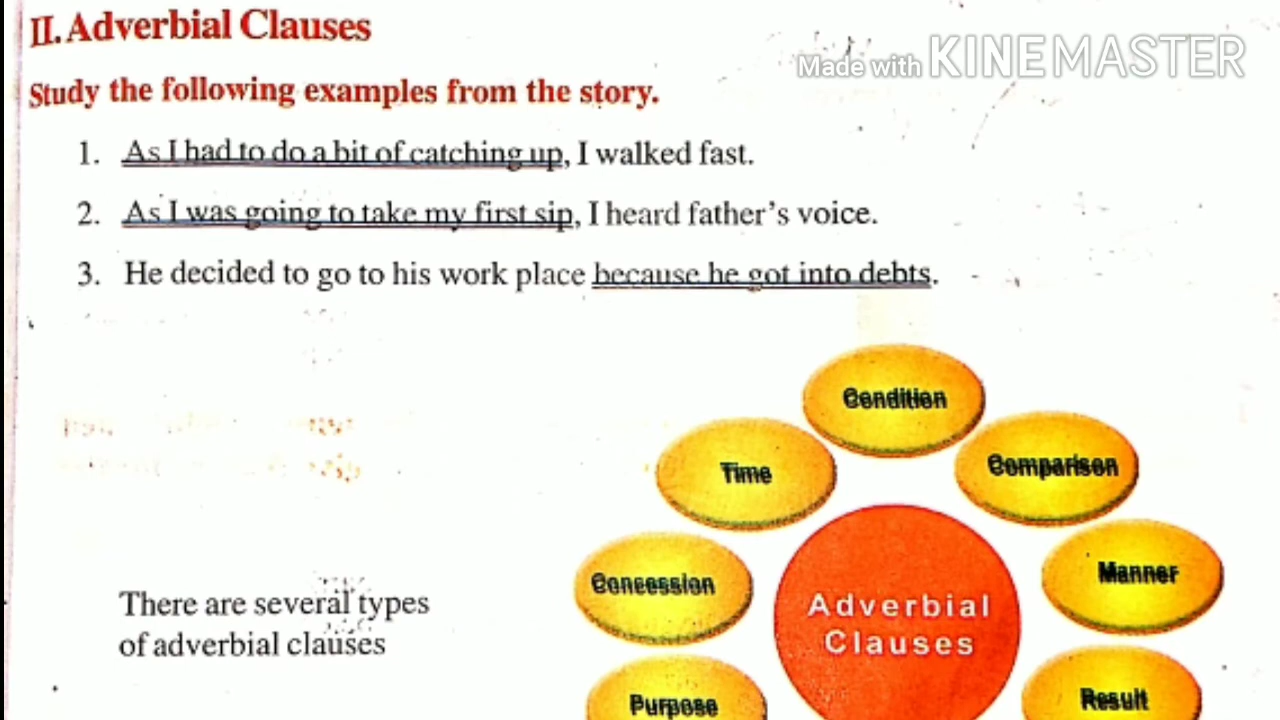 II. Adverbial Clauses
Made with KINEMASTER
Study the following examples from the story.
1. As I had to do a bit of catching up, I walked fast.
2. As I was going to take my first sip, I heard father's voice.
3. He decided to go to his work place because he got into debts.
Condition
Time
Comparison
Concession
Manner
Adverbial
Clauses
There are several types
of adverbial clauses
Purpose
Result